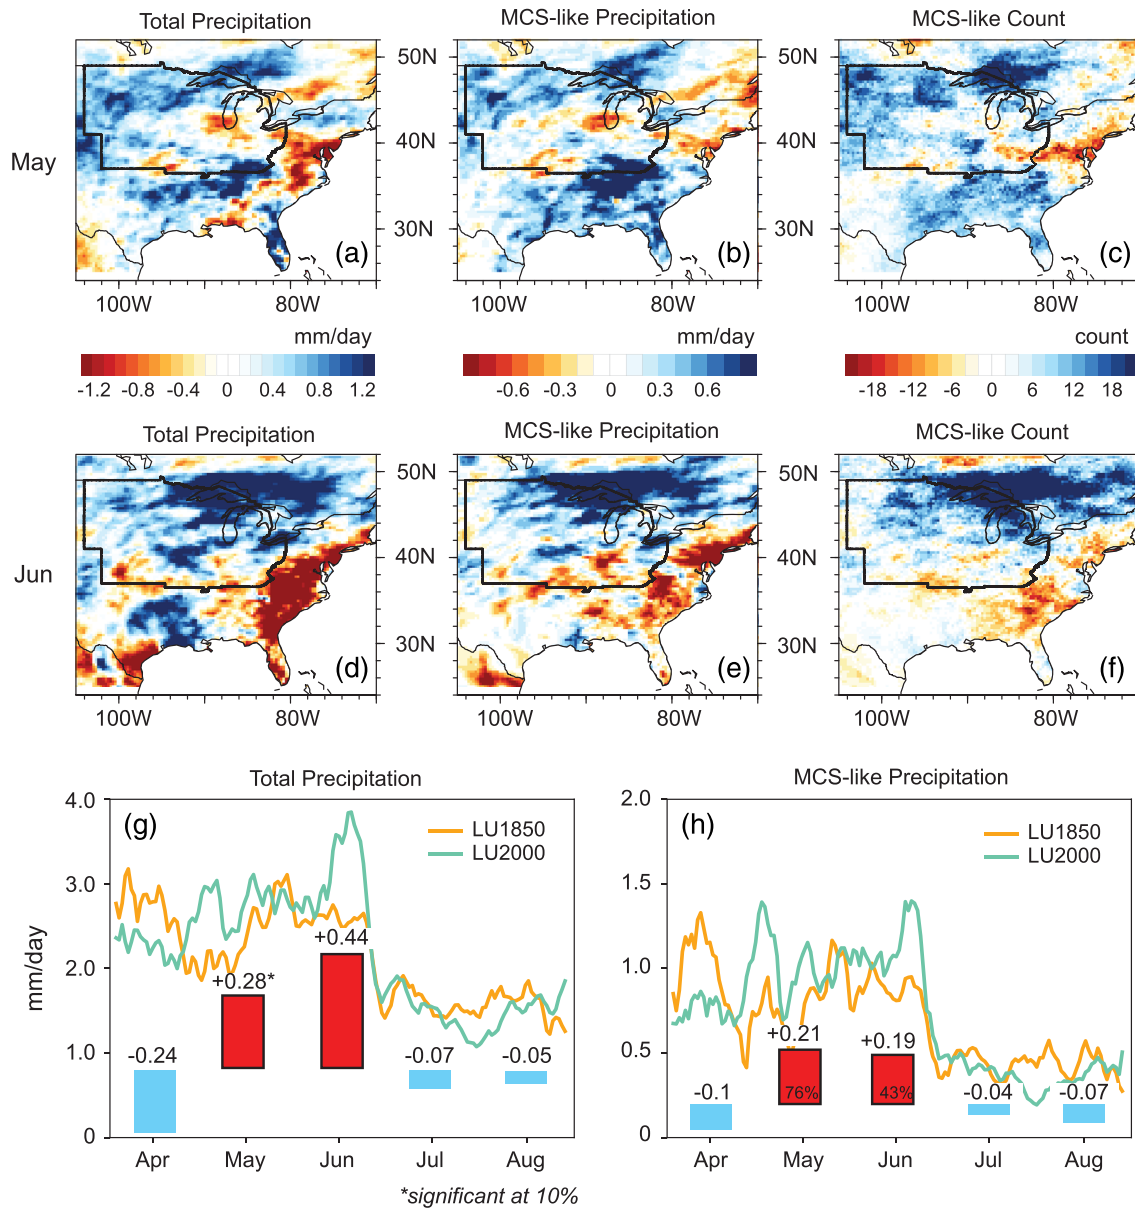 Total Precipitation
MCS-like Precipitation
MCS-like Count
May
50N
40N
30N
50N
40N
30N
(a)
(b)
(c)
100W 80W
100W 80W
100W 80W
mm/day
mm/day
count
-1.2 -0.8 -0.4 0 0.4 0.8 1.2
-0.6 -0.3 0 0.3 0.6
-18 -12 -6 0 6 12 18
Total Precipitation
MCS-like Precipitation
MCS-like Count
Jun
50N
40N
30N
50N
40N
30N
(d)
(e)
(f)
100W 80W
100W 80W
100W 80W
Total Precipitation
(g)
LU1850
LU2000
mm/day
4.0
3.0
2.0
1.0
0
-0.24
+0.28*
+0.44
-0.07
-0.05
Apr May Jun Jul Aug
*significant at 10%
MCS-like Precipitation
(h)
LU1850
LU2000
2.0
1.5
1.0
0.5
0
-0.1
+0.21
76%
+0.19
43%
-0.04
-0.07
Apr May Jun Jul Aug